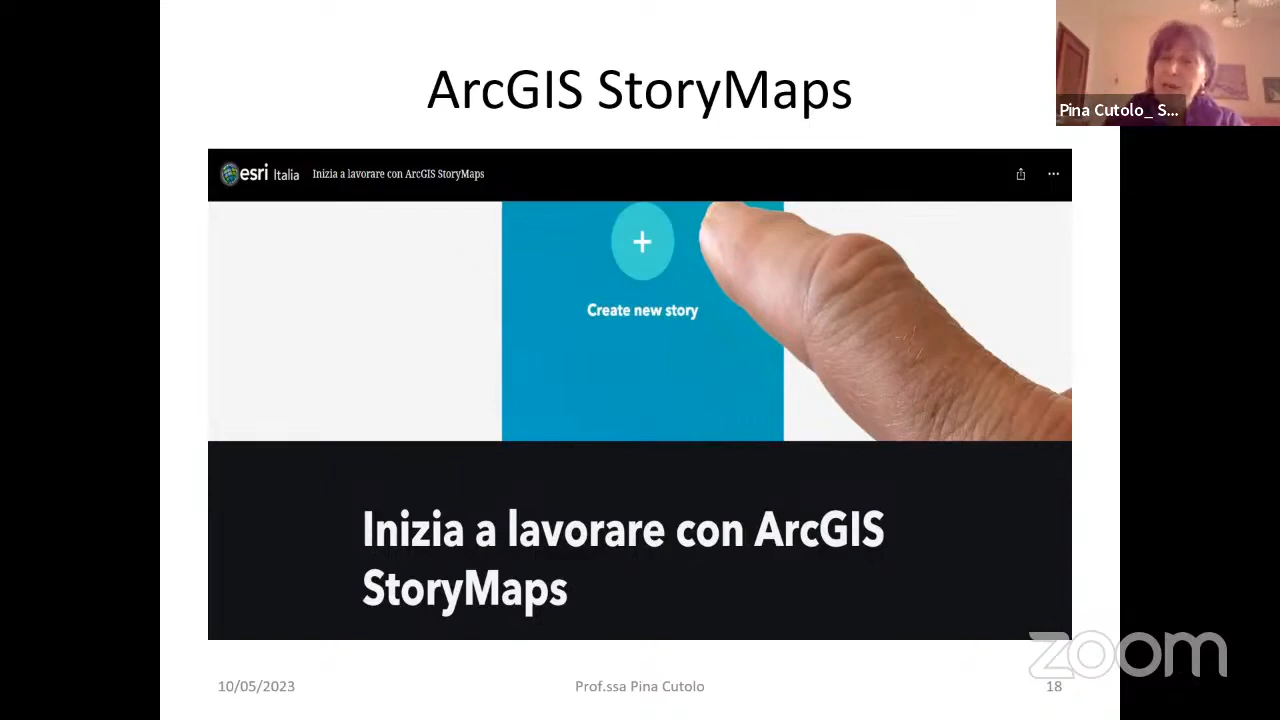 ArcGIS StoryMaps
Pina Cutolo_ S...
esri Italia
Inizia a lavorare con ArcGIS StoryMaps
Create new story
Inizia a lavorare con ArcGIS
StoryMaps
zoom
10/05/2023
Prof.ssa Pina Cutolo
18